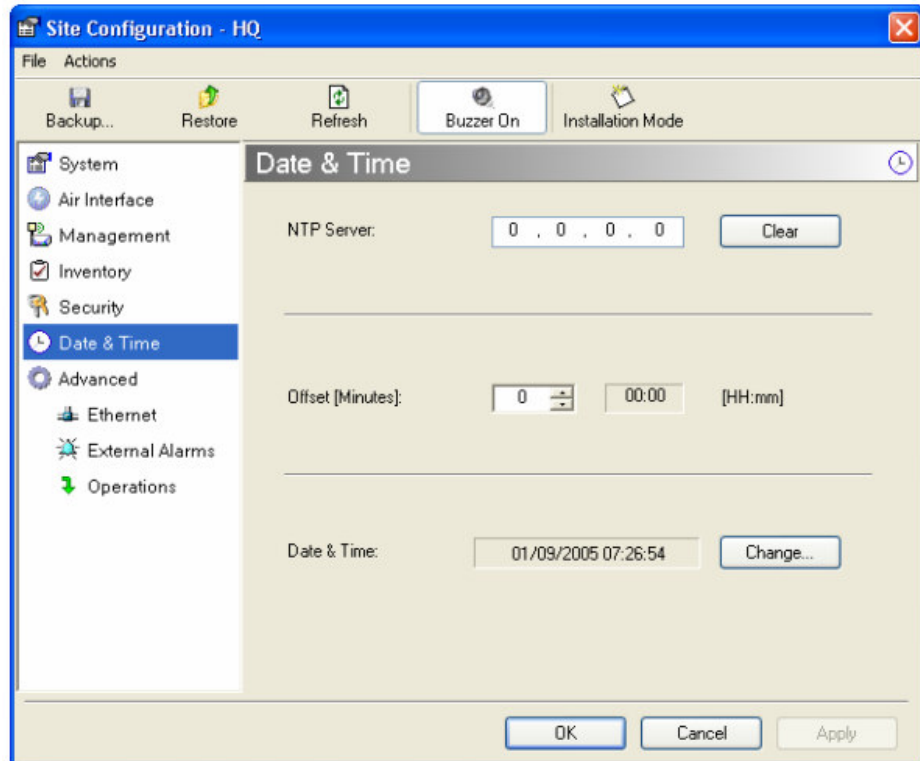 Site Configuration - HQ
File Actions
Backup... Restore Refresh Buzzer On Installation Mode
System
Air Interface
Management
Inventory
Security
Date & Time
Advanced
Ethernet
External Alarms
Operations
Date & Time
NTP Server: 0 . 0 . 0 . 0 Clear
Offset [Minutes]: 0 00:00 [HH:mm]
Date & Time: 01/09/2005 07:26:54 Change...
OK Cancel Apply